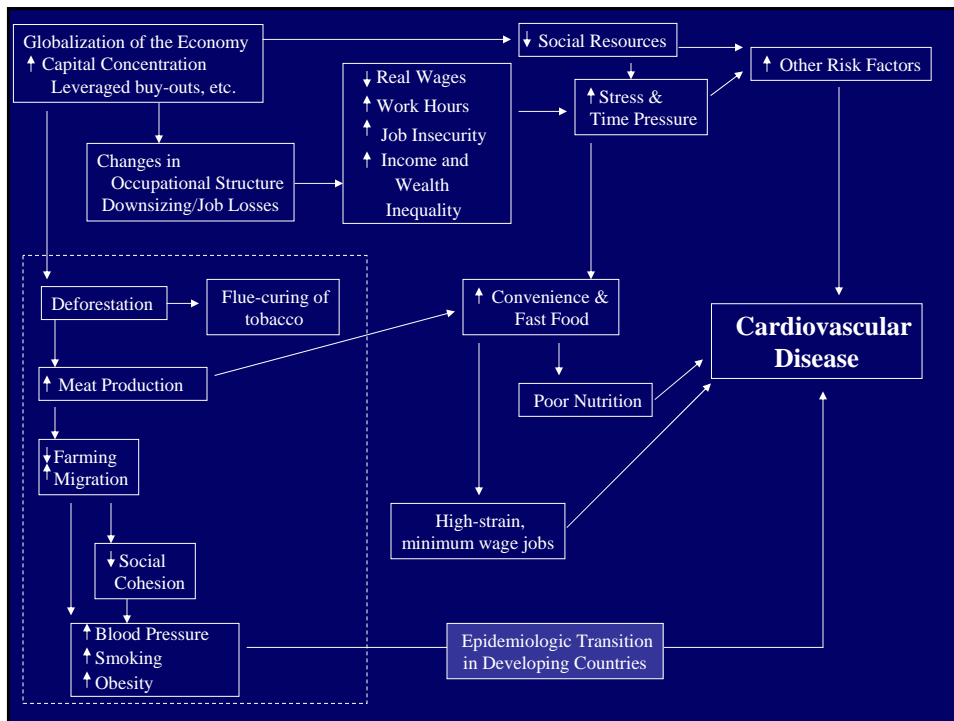 Globalization of the Economy
↑ Capital Concentration
Leveraged buy-outs, etc.
↓ Social Resources
↑ Other Risk Factors
↓ Real Wages
↑ Work Hours
↑ Job Insecurity
↑ Income and
Wealth
Inequality
↑ Stress &
Time Pressure
Changes in
Occupational Structure
Downsizing/Job Losses
Deforestation
Flue-curing of
tobacco
↑ Convenience &
Fast Food
Cardiovascular
Disease
↑ Meat Production
Poor Nutrition
↓ Farming
↑ Migration
High-strain,
minimum wage jobs
↓ Social
Cohesion
↑ Blood Pressure
↑ Smoking
↑ Obesity
Epidemiologic Transition
in Developing Countries